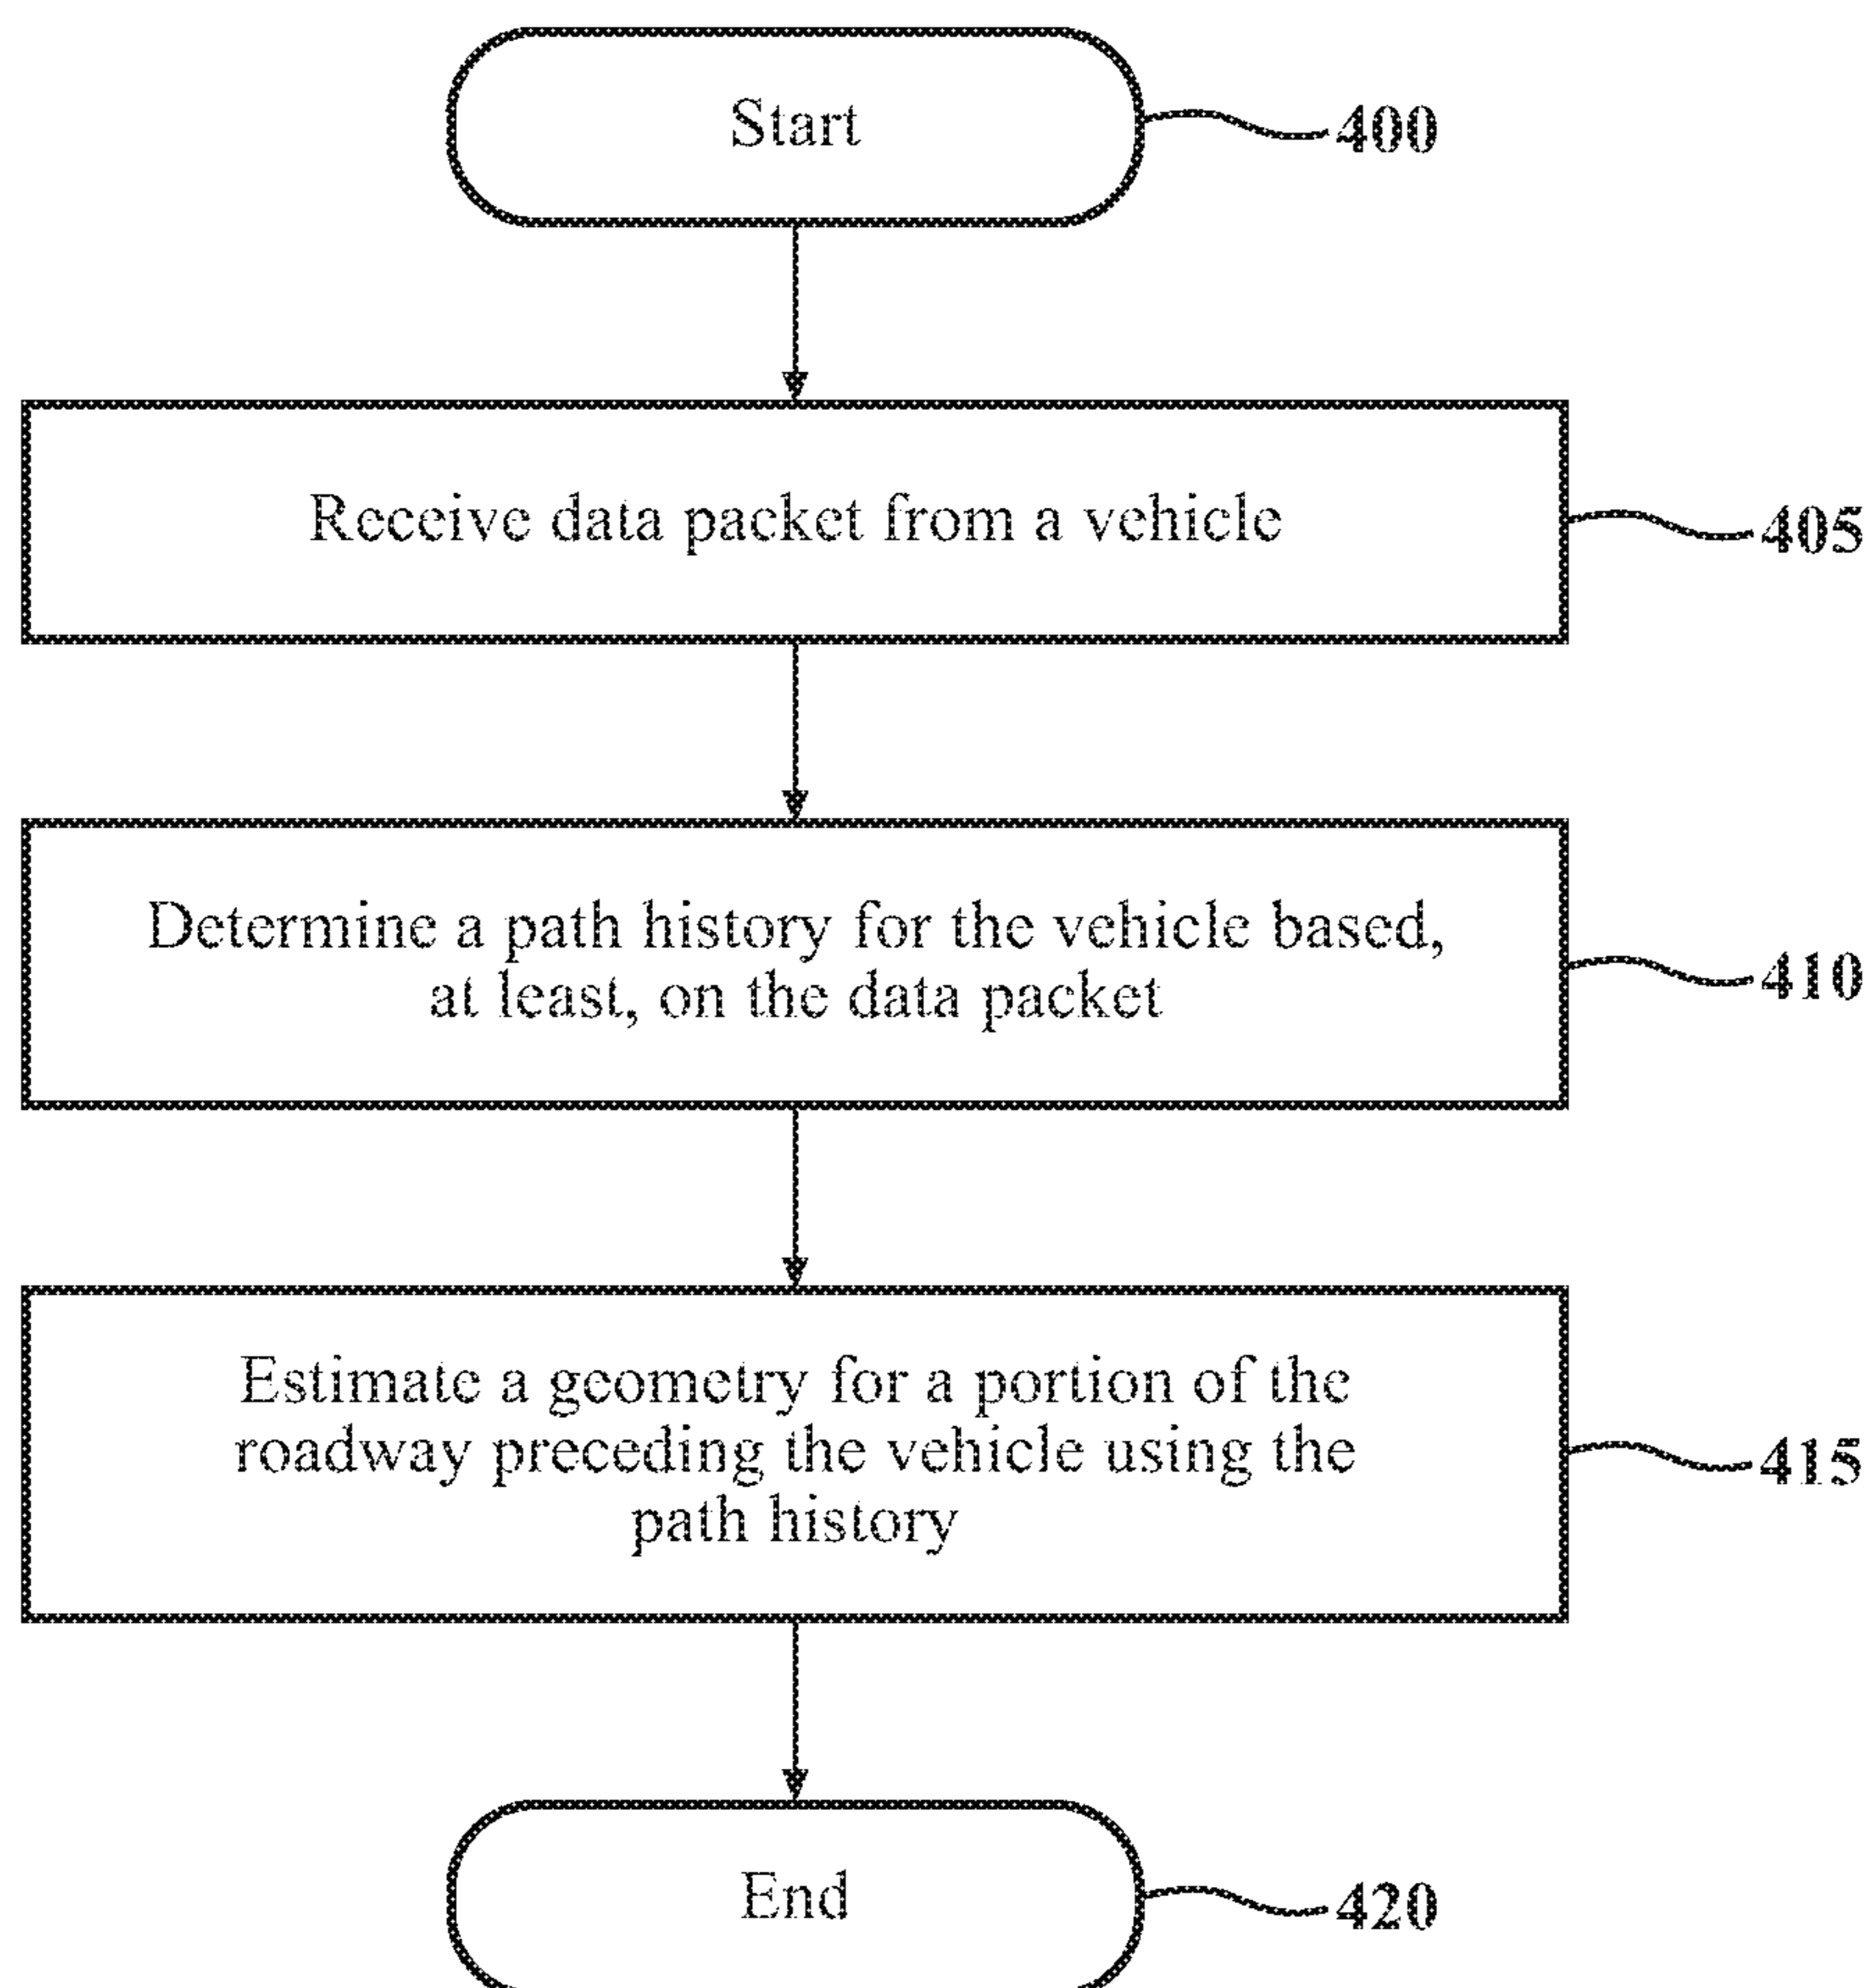 Start
400
Receive data packet from a vehicle
405
Determine a path history for the vehicle based,
at least, on the data packet
410
Estimate a geometry for a portion of the
roadway preceding the vehicle using the
path history
415
End
420